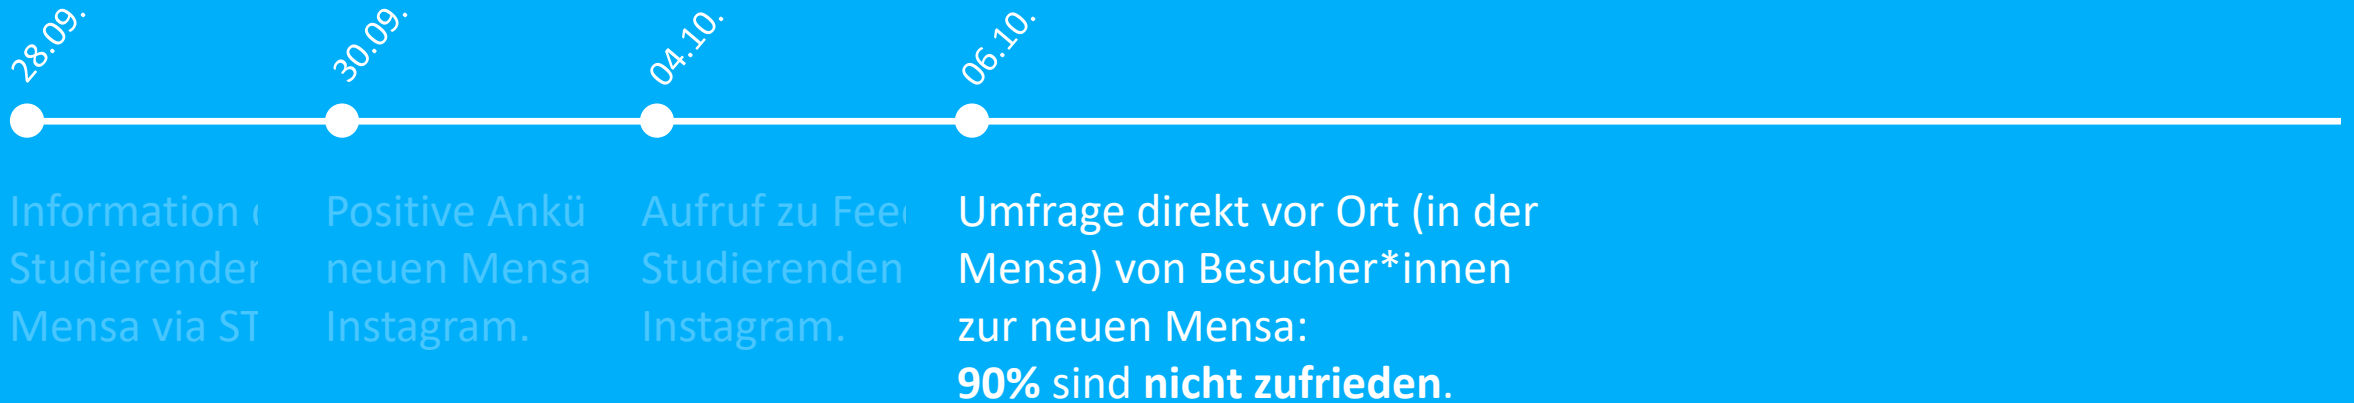 28.09.
30.09.
04.10.
06.10.
Information
Studierenden
Mensa via ST
Positive Ankü
neuen Mensa
Instagram.
Aufruf zu Feed
Studierenden
Instagram.
Umfrage direkt vor Ort (in der
Mensa) von Besucher*innen
zur neuen Mensa:
90% sind nicht zufrieden.